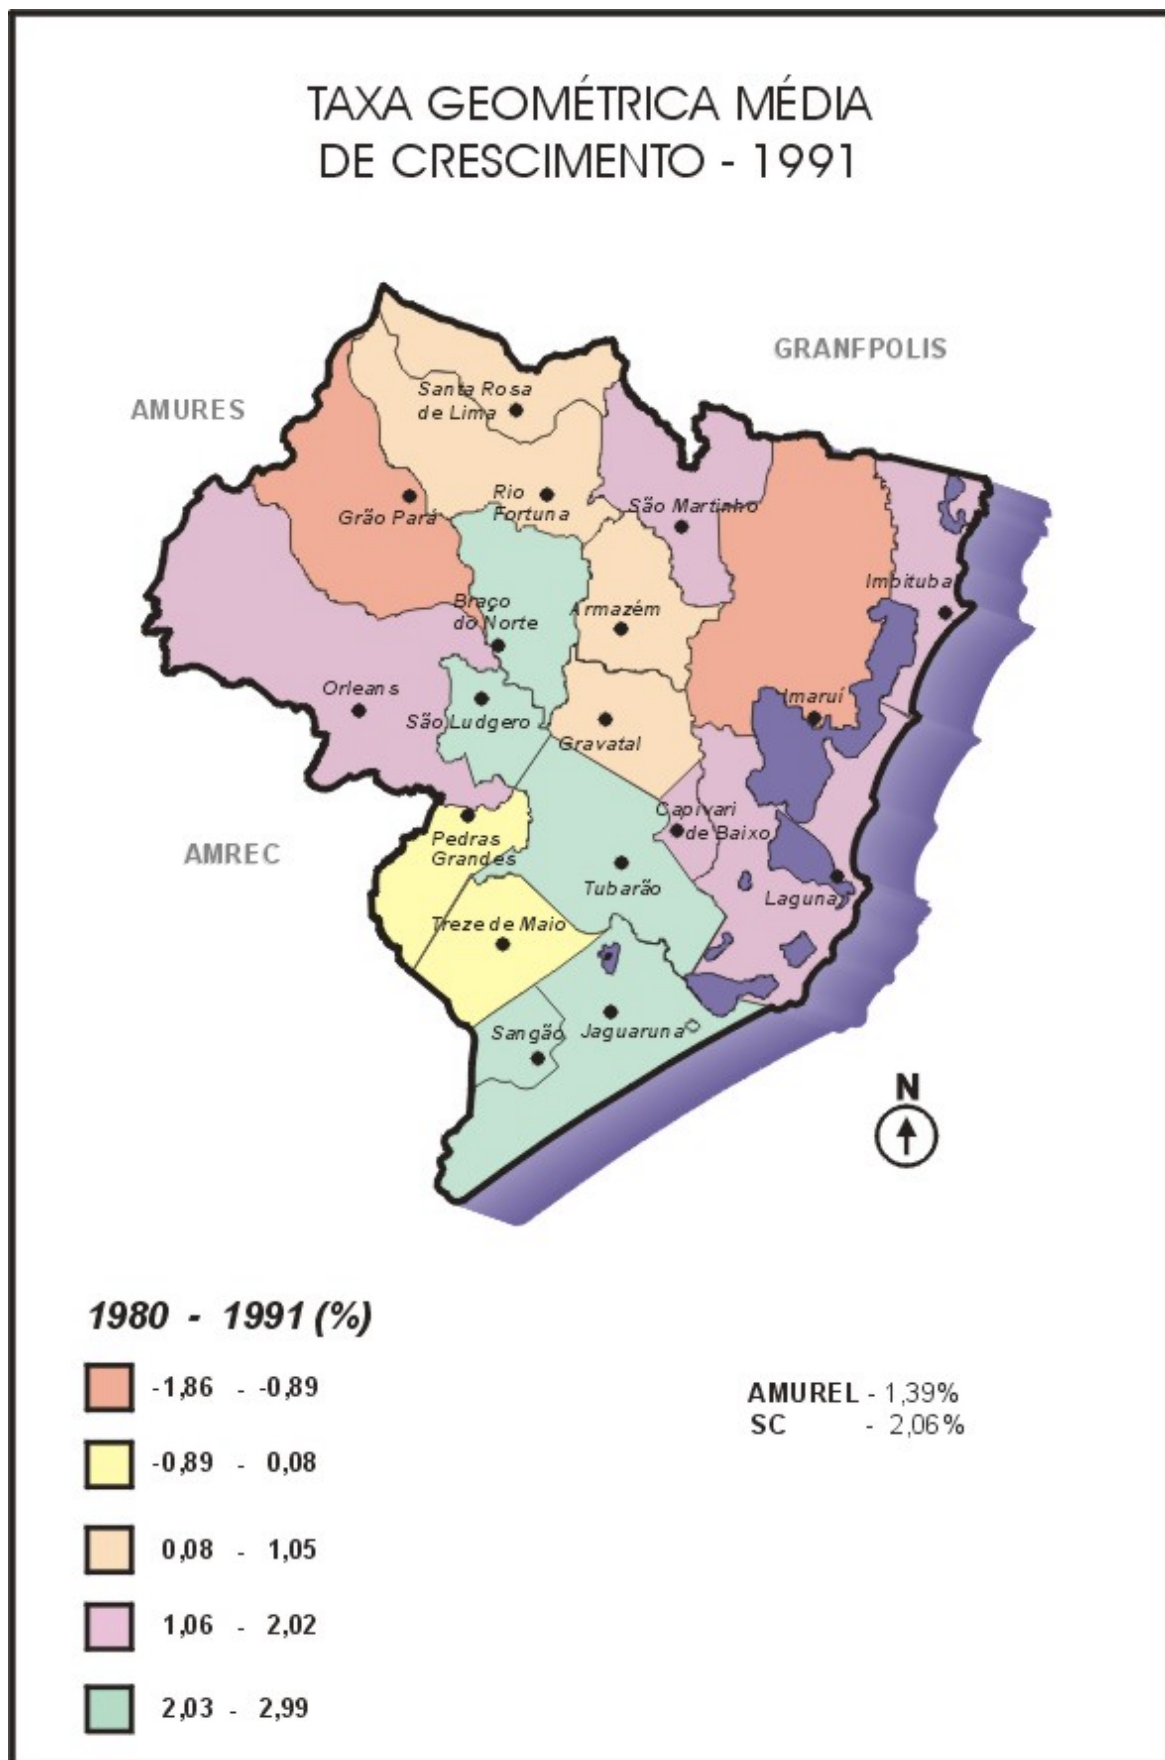 TAXA GEOMÉTRICA MÉDIA
DE CRESCIMENTO - 1991
GRANFPOLIS
AMURES
Santa Rosa
de Lima
Rio
Fortuna
São Martinho
Grão Pará
Imbituba
Braço
do Norte
Armazém
Orleans
Imaruí
São Ludgero
Gravatal
Capivari
de Baixo
AMREC
Pedras
Grandes
Tubarão
Laguna
Treze de Maio
Sangão
Jaguaruna
N
1980 - 1991 (%)
-1,86 - -0,89
-0,89 - 0,08
0,08 - 1,05
1,06 - 2,02
2,03 - 2,99
AMUREL - 1,39%
SC - 2,06%